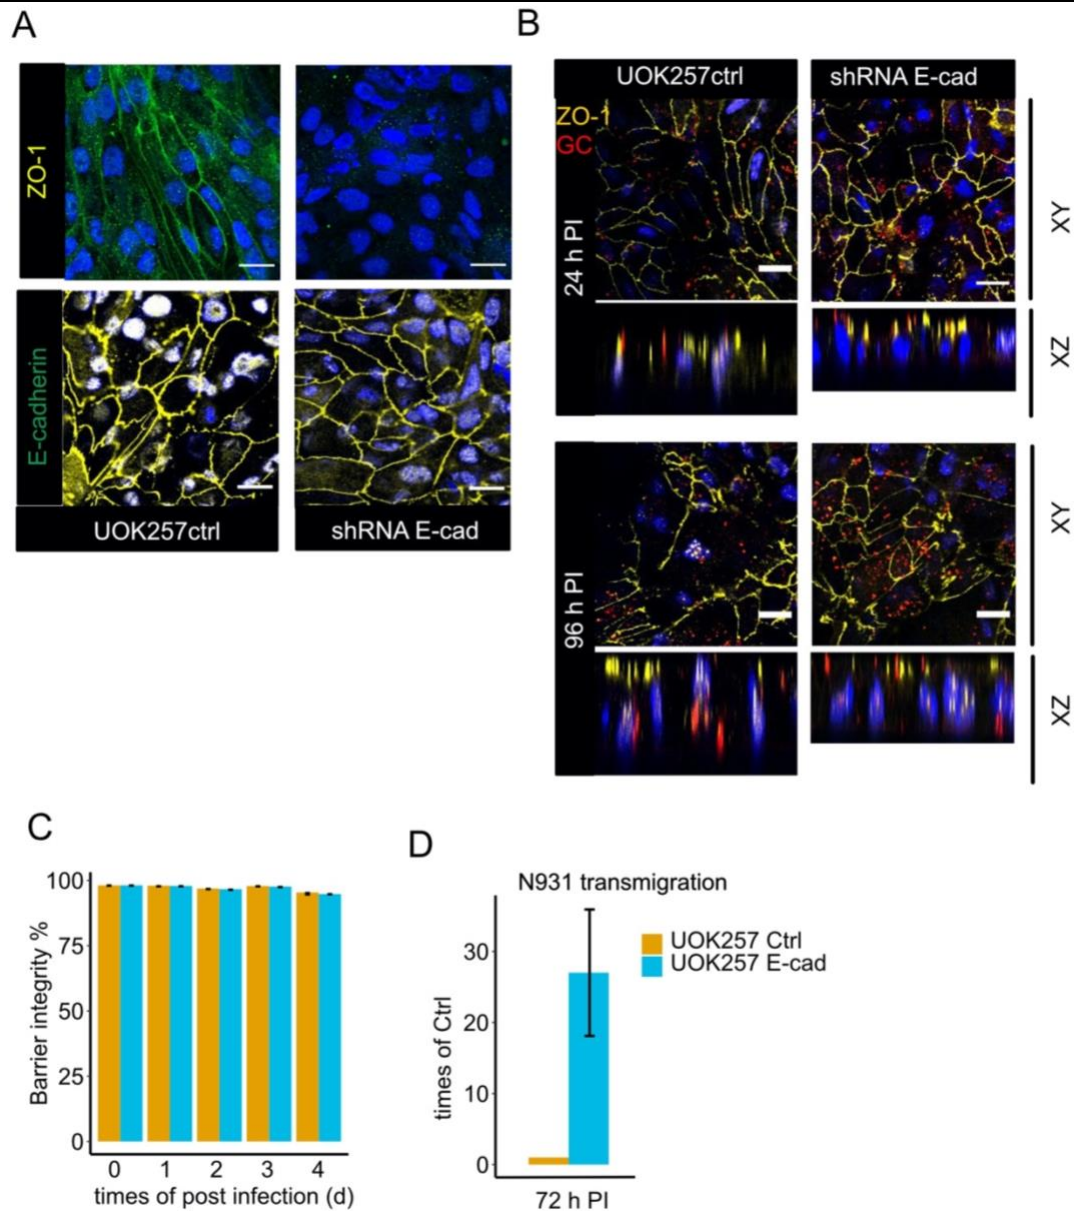 A
ZO-1
E-cadherin
UOK257ctrl
shRNA E-cad
B
UOK257ctrl
shRNA E-cad
ZO-1
GC
24 h PI
XY
XZ
96 h PI
XY
XZ
C
Barrier integrity %
100
75
50
25
0
0 1 2 3 4
times of post infection (d)
D
N931 transmigration
times of Ctrl
30
20
10
0
72 h PI
UOK257 Ctrl
UOK257 E-cad